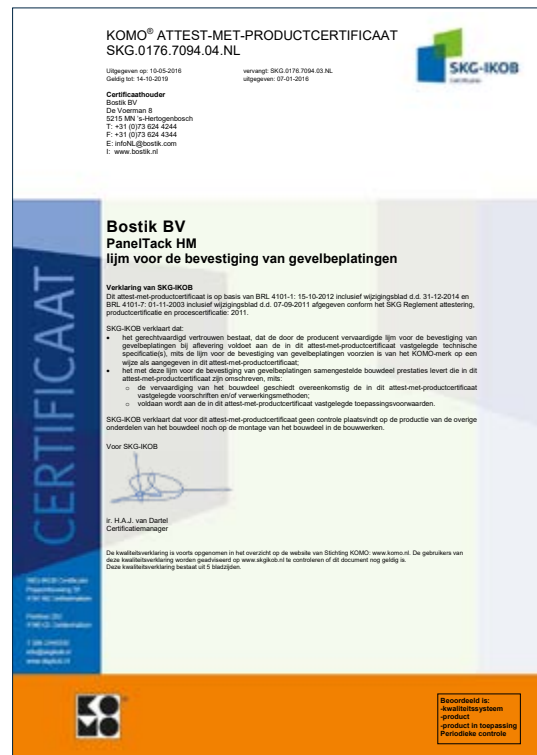 KOMO® ATTEST-MET-PRODUCTCERTIFICAAT
SKG.0176.7094.04.NL
Uitgegeven op: 10-05-2016 vervangt: SKG.0176.7094.03.NL
Geldig tot: 14-10-2019 uitgegeven: 07-01-2016
SKG-IKOB
Certificatie
Certificaathouder
Bostik BV
De Voerman 8
5215 MN 's-Hertogenbosch
T: +31 (0)73 624 4244
F: +31 (0)73 624 4344
E: infoNL@bostik.com
I: www.bostik.nl
Bostik BV
PanelTack HM
lijm voor de bevestiging van gevelbeplatingen
Verklaring van SKG-IKOB
Dit attest-met-productcertificaat is op basis van BRL 4101-1: 15-10-2012 inclusief wijzigingsblad d.d. 31-12-2014 en
BRL 4101-7: 01-11-2003 inclusief wijzigingsblad d.d. 07-09-2011 afgegeven conform het SKG Reglement attestering,
productcertificatie en procescertificatie: 2011.
SKG-IKOB verklaart dat:
• het gerechtvaardigd vertrouwen bestaat, dat de door de producent vervaardigde lijm voor de bevestiging van
gevelbeplatingen bij aflevering voldoet aan de in dit attest-met-productcertificaat vastgelegde technische
specificatie(s), mits de lijm voor de bevestiging van gevelbeplatingen voorzien is van het KOMO-merk op een
wijze als aangegeven in dit attest-met-productcertificaat;
• het met deze lijm voor de bevestiging van gevelbeplatingen samengestelde bouwdeel prestaties levert die in dit
attest-met-productcertificaat zijn omschreven, mits:
o de vervaardiging van het bouwdeel geschiedt overeenkomstig de in dit attest-met-productcertificaat
vastgelegde voorschriften en/of verwerkingsmethoden;
o voldaan wordt aan de in dit attest-met-productcertificaat vastgelegde toepassingsvoorwaarden.
SKG-IKOB verklaart dat voor dit attest-met-productcertificaat geen controle plaatsvindt op de productie van de overige
onderdelen van het bouwdeel noch op de montage van het bouwdeel in de bouwwerken.
Voor SKG-IKOB
ir. H.A.J. van Dartel
Certificatiemanager
De kwaliteitsverklaring is voorts opgenomen in het overzicht op de website van Stichting KOMO: www.komo.nl. De gebruikers van
deze kwaliteitsverklaring worden geadviseerd op www.skgikob.nl te controleren of dit document nog geldig is.
Deze kwaliteitsverklaring bestaat uit 5 bladzijden.
CERTIFICAAT
SKG-IKOB Certificatie
info@skgikob.nl
www.skgikob.nl
KOMO®
Beoordeeld is:
-kwaliteitssysteem
-product
-product in toepassing
Periodieke controle